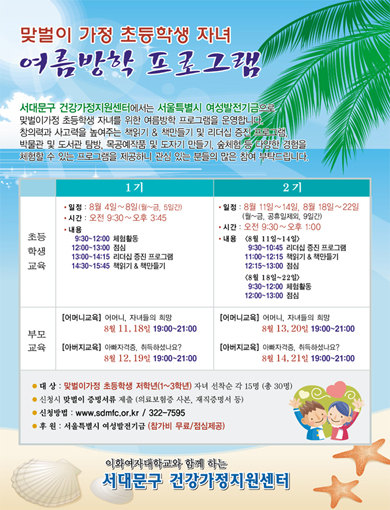 맞벌이 가정 초등학생 자녀
여름방학 프로그램
서대문구 건강가정지원센터에서는 서울특별시 여성발전기금으로
맞벌이가정 초등학생 자녀를 위한 여름방학 프로그램을 운영합니다.
창의력과 사고력을 높여주는 책읽기 & 책만들기 및 리더십 증진 프로그램,
박물관 및 도서관 탐방, 목공예작품 및 도자기 만들기, 숲체험 등 다양한 경험을
체험할 수 있는 프로그램을 제공하니 관심 있는 분들의 많은 참여 부탁드립니다.
1기
2기
초등
학생
교육
• 일정 : 8월 4일~8일(월~금, 5일간)
• 시간 : 오전 9:30~오후 3:45
• 내용
9:30~12:00 체험활동
12:00~13:00 점심
13:00~14:15 리더십 증진 프로그램
14:30~15:45 책읽기 & 책만들기
• 일정 : 8월 11일~14일, 8월 18일~22일
(월~금, 공휴일제외, 9일간)
• 시간 : 오전 9:30~오후 1:00
• 내용 <8월 11일~14일>
9:30~10:45 리더십 증진 프로그램
11:00~12:15 책읽기 & 책만들기
12:15~13:00 점심
<8월 18일~22일>
9:30~12:00 체험활동
12:00~13:00 점심
부모
교육
[어머니교육] 어머니, 자녀들의 희망
8월 11, 18일 19:00~21:00
[아버지교육] 아빠자격증, 취득하셨나요?
8월 12, 19일 19:00~21:00
[어머니교육] 어머니, 자녀들의 희망
8월 13, 20일 19:00~21:00
[아버지교육] 아빠자격증, 취득하셨나요?
8월 14, 21일 19:00~21:00
● 대 상 : 맞벌이가정 초등학생 저학년(1~3학년) 자녀 선착순 각 15명 (총 30명)
● 신청시 맞벌이 증빙서류 제출 (의료보험증 사본, 재직증명서 등)
● 신청방법 : www.sdmfc.or.kr / 322-7595
● 후 원 : 서울특별시 여성발전기금 (참가비 무료/점심제공)
이화여자대학교와 함께 하는
서대문구 건강가정지원센터